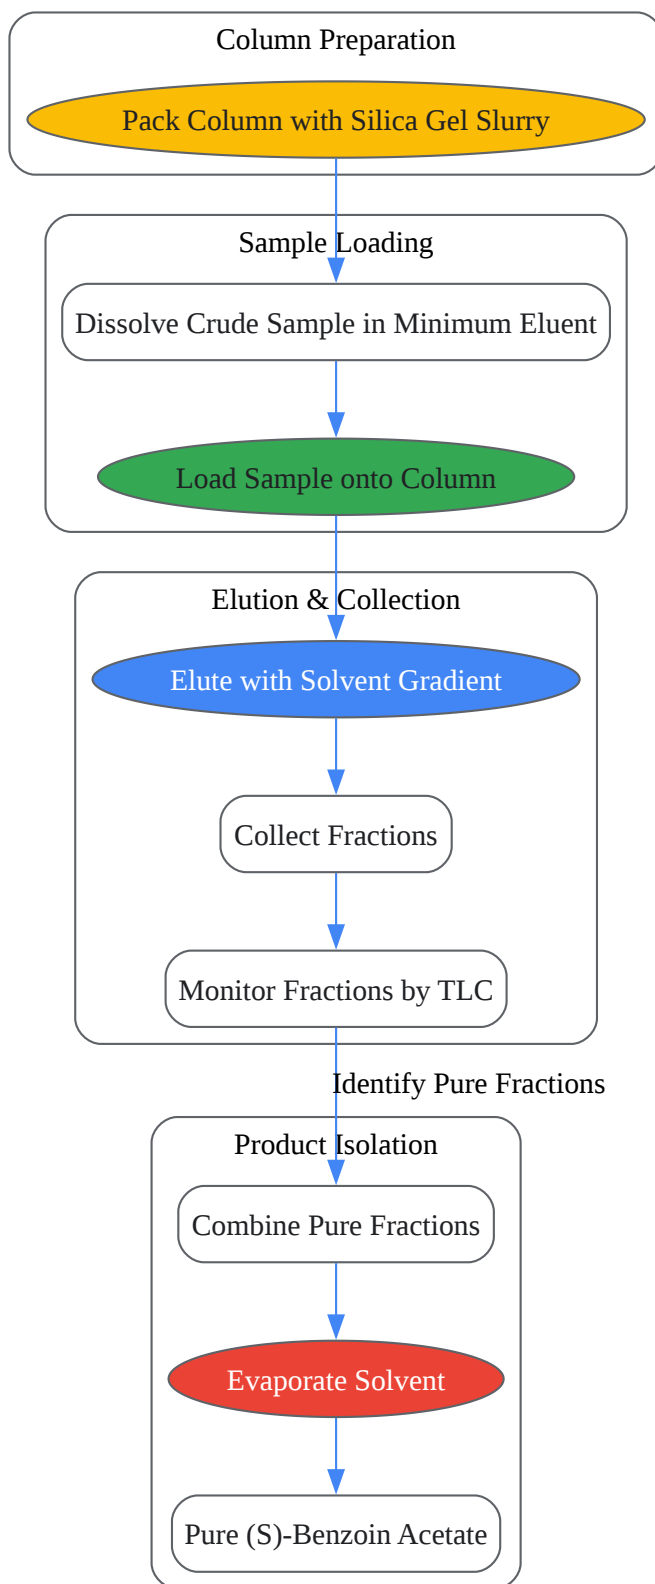 Column Preparation
Pack Column with Silica Gel Slurry
Sample Loading
Dissolve Crude Sample in Minimum Eluent
Load Sample onto Column
Elution & Collection
Elute with Solvent Gradient
Collect Fractions
Monitor Fractions by TLC
Identify Pure Fractions
Product Isolation
Combine Pure Fractions
Evaporate Solvent
Pure (S)-Benzoin Acetate